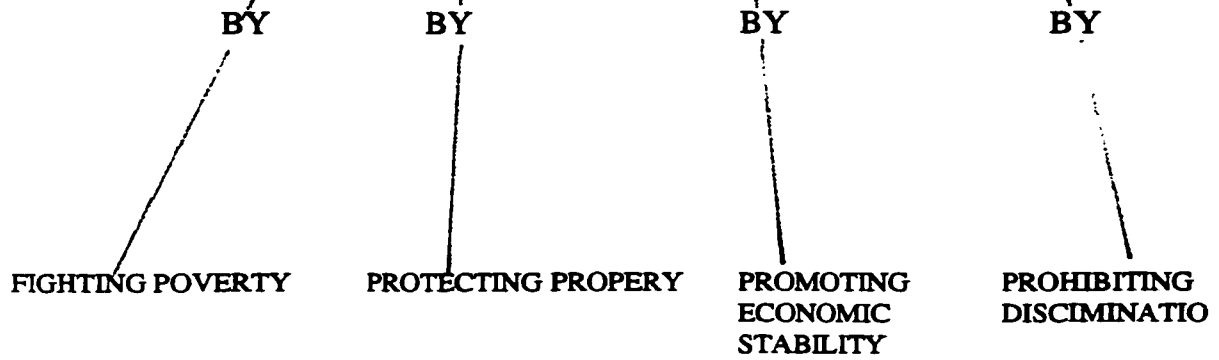 BY BY BY BY
FIGHTING POVERTY PROTECTING PROPERY PROMOTING PROHIBITING
ECONOMIC DISCIMINATIO
STABILITY